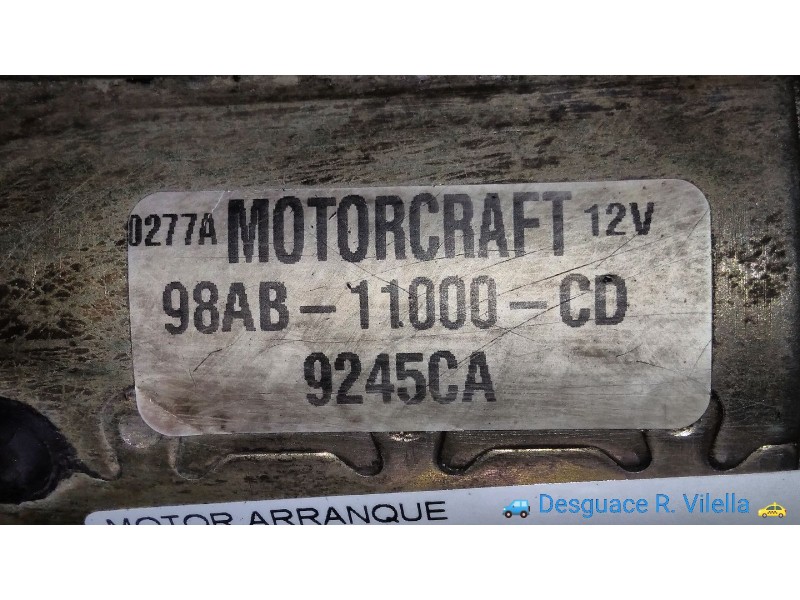 0277A MOTORCRAFT 12V
98AB-11000-CD
9245CA
MOTOR ARRANQUE
Desguace R. Vilella